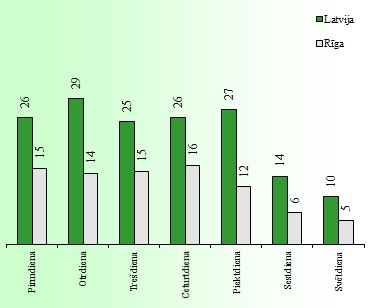 Latvija
Rīga
26
15
29
14
25
15
26
16
27
12
14
6
10
5
Pirmdiena
Otrdiena
Trešdiena
Ceturtdiena
Piektdiena
Sestdiena
Svētdiena